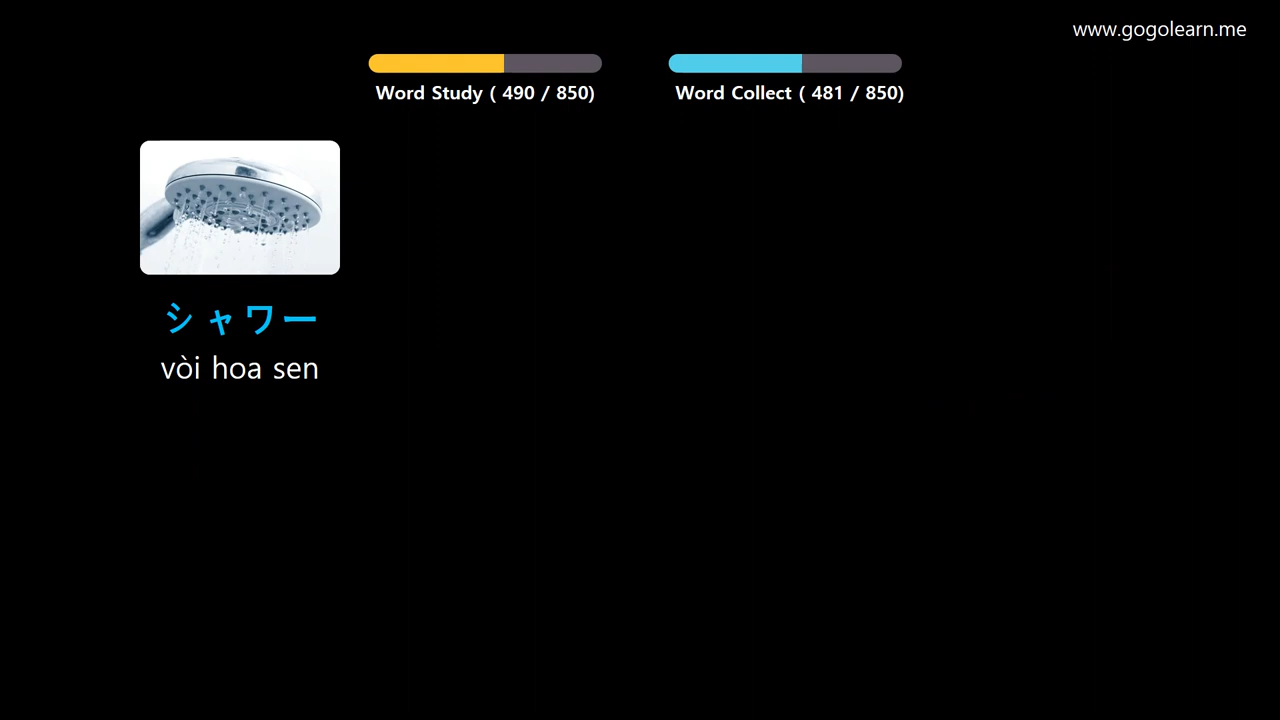 www.gogolearn.me
Word Study ( 490 / 850)
Word Collect ( 481 / 850)
シャワー
vòi hoa sen